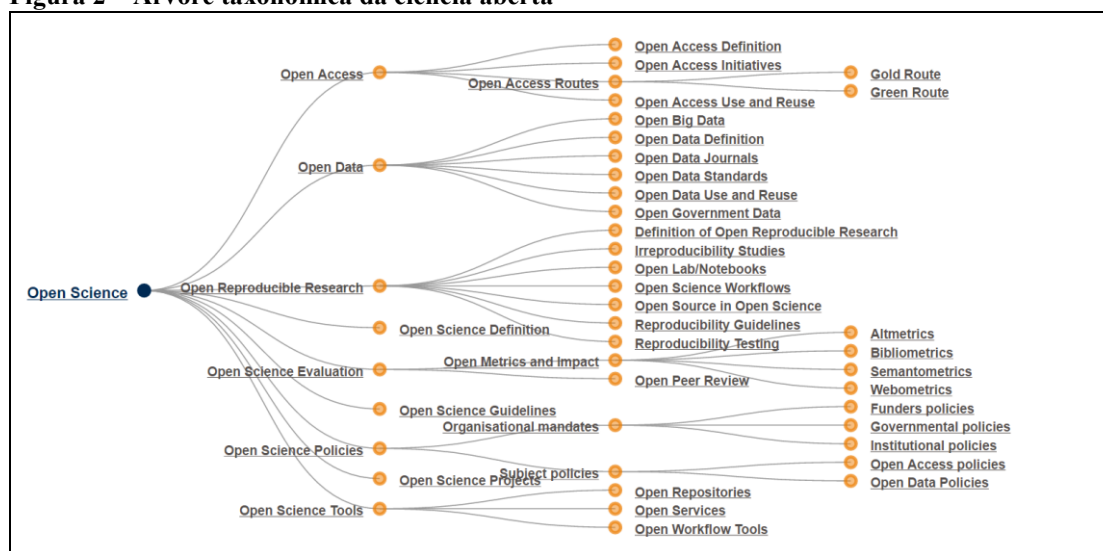 Figura 2 – Árvore taxonômica da ciência aberta
Open Science
Open Access
Open Access Definition
Open Access Initiatives
Open Access Routes
Gold Route
Green Route
Open Access Use and Reuse
Open Data
Open Big Data
Open Data Definition
Open Data Journals
Open Data Standards
Open Data Use and Reuse
Open Government Data
Open Reproducible Research
Definition of Open Reproducible Research
Irreproducibility Studies
Open Lab/Notebooks
Open Science Workflows
Open Source in Open Science
Reproducibility Guidelines
Reproducibility Testing
Open Science Definition
Open Science Evaluation
Open Metrics and Impact
Altmetrics
Bibliometrics
Semantometrics
Webometrics
Open Peer Review
Open Science Guidelines
Open Science Policies
Organisational mandates
Funders policies
Governmental policies
Institutional policies
Subject policies
Open Access policies
Open Data Policies
Open Science Projects
Open Science Tools
Open Repositories
Open Services
Open Workflow Tools